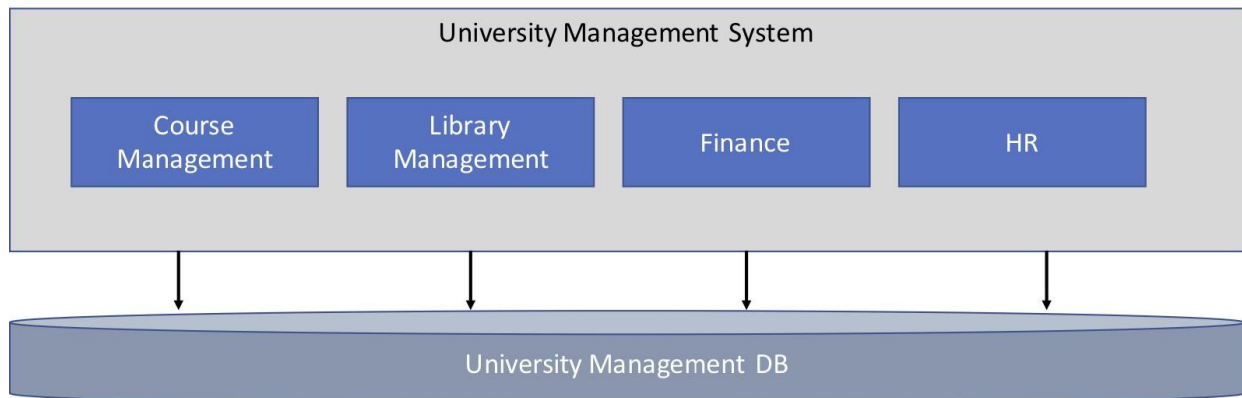 University Management System
Course
Management
Library
Management
Finance
HR
University Management DB